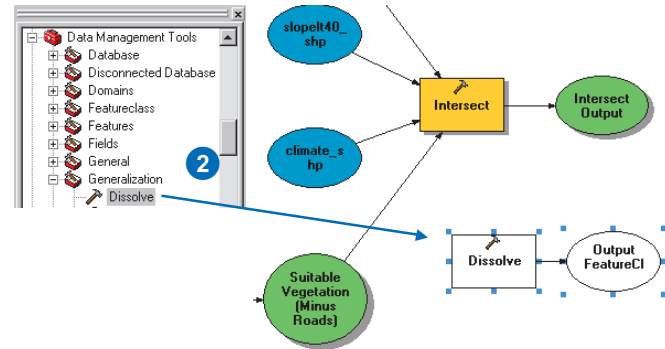 Data Management Tools
Database
Disconnected Database
Domains
Featureclass
Features
Fields
General
Generalization
Dissolve
2
slopelt40_
shp
climate_s
hp
Intersect
Intersect
Output
Suitable
Vegetation
(Minus
Roads)
Dissolve
Output
FeatureCl